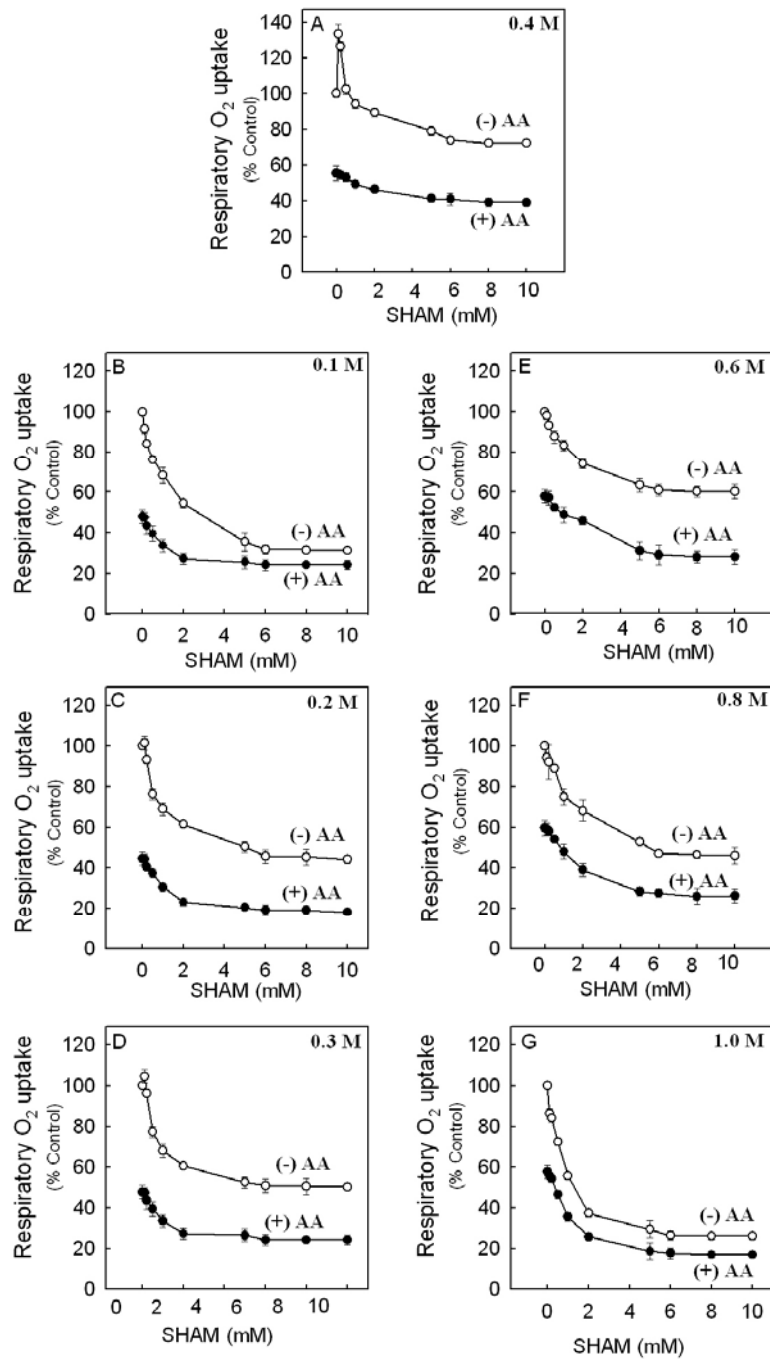 A 0.4 M
Respiratory O2 uptake
(% Control)
140
120
100
80
60
40
20
0
(-) AA
(+) AA
0 2 4 6 8 10
SHAM (mM)
B 0.1 M
Respiratory O2 uptake
(% Control)
120
100
80
60
40
20
0
(-) AA
(+) AA
0 2 4 6 8 10
SHAM (mM)
E 0.6 M
Respiratory O2 uptake
(% Control)
120
100
80
60
40
20
0
(-) AA
(+) AA
0 2 4 6 8 10
SHAM (mM)
C 0.2 M
Respiratory O2 uptake
(% Control)
120
100
80
60
40
20
0
(-) AA
(+) AA
0 2 4 6 8 10
SHAM (mM)
F 0.8 M
Respiratory O2 uptake
(% Control)
120
100
80
60
40
20
0
(-) AA
(+) AA
0 2 4 6 8 10
SHAM (mM)
D 0.3 M
Respiratory O2 uptake
(% Control)
120
100
80
60
40
20
0
(-) AA
(+) AA
0 2 4 6 8 10
SHAM (mM)
G 1.0 M
Respiratory O2 uptake
(% Control)
120
100
80
60
40
20
0
(-) AA
(+) AA
0 2 4 6 8 10
SHAM (mM)